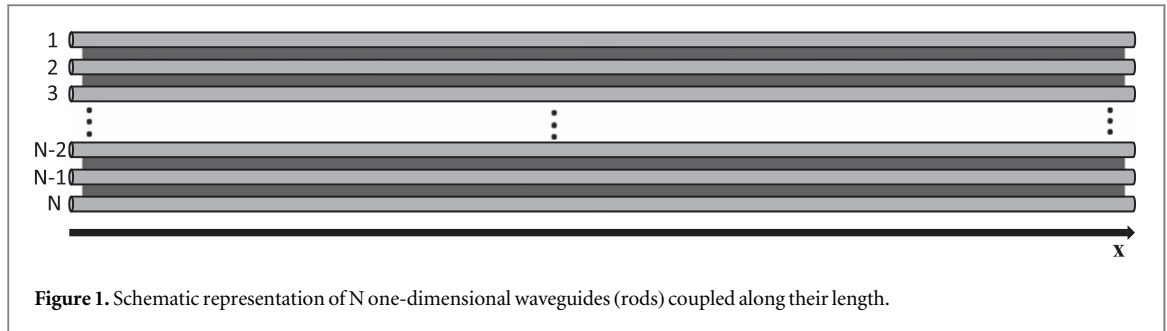 1
2
3
N-2
N-1
N
x
Figure 1. Schematic representation of N one-dimensional waveguides (rods) coupled along their length.